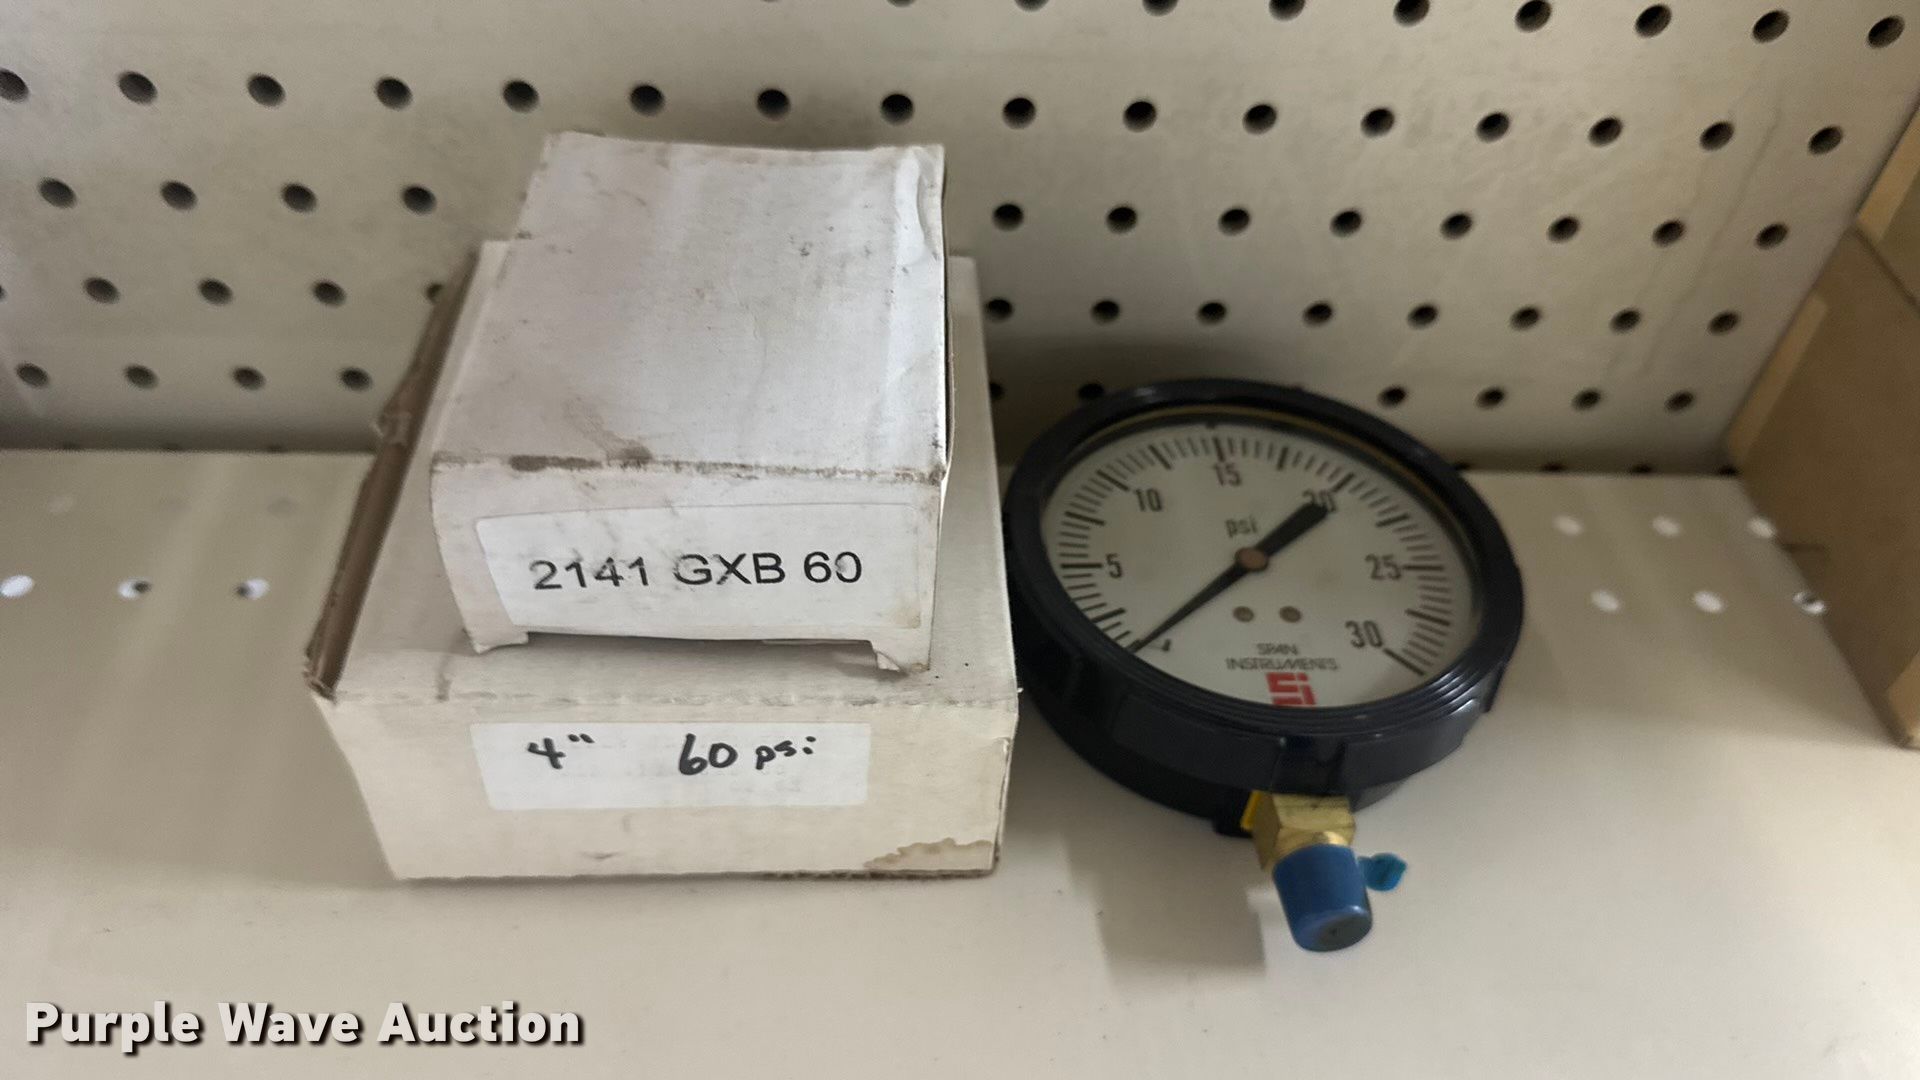 2141 GXB 60
4" 60 psi
15
10
20
psi
5
25
30
SPAN
INSTRUMENTS
Purple Wave Auction